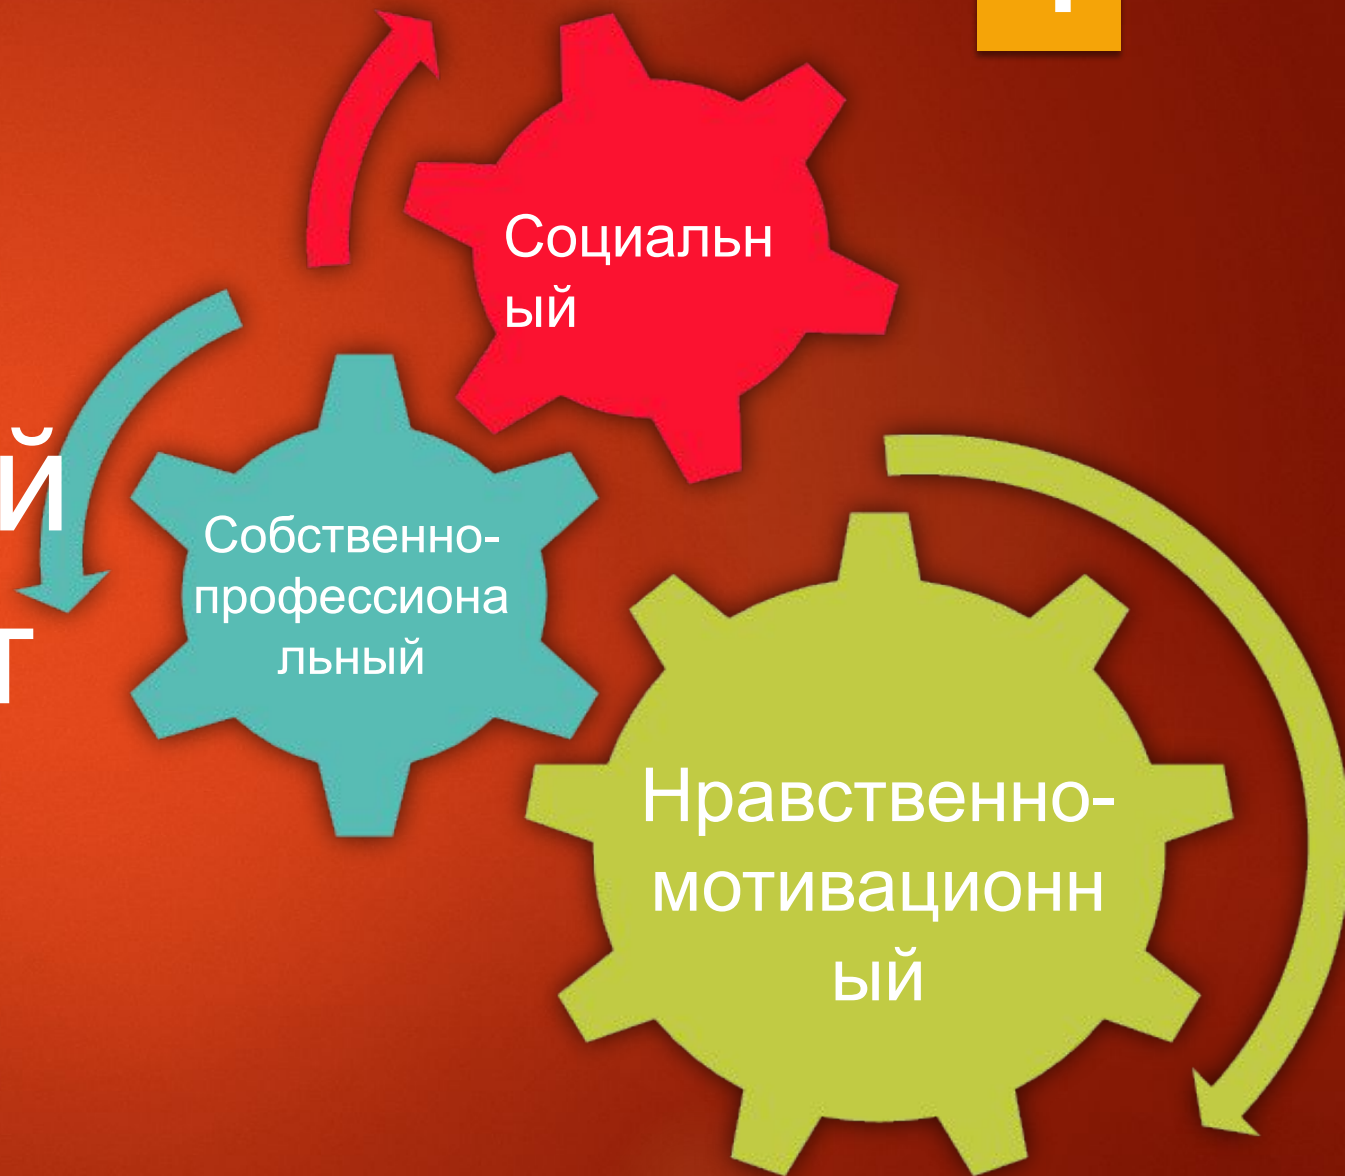 Социальн
ый
й
Собственно-
профессиона
льный
т
Нравственно-
мотивационн
ый